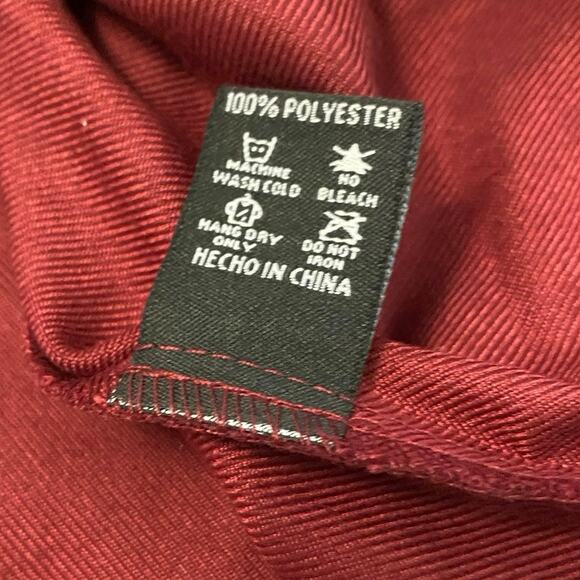 100% POLYESTER
MACHINE
WASH COLD
NO
BLEACH
HANG DRY
ONLY
DO NOT
IRON
HECHO IN CHINA